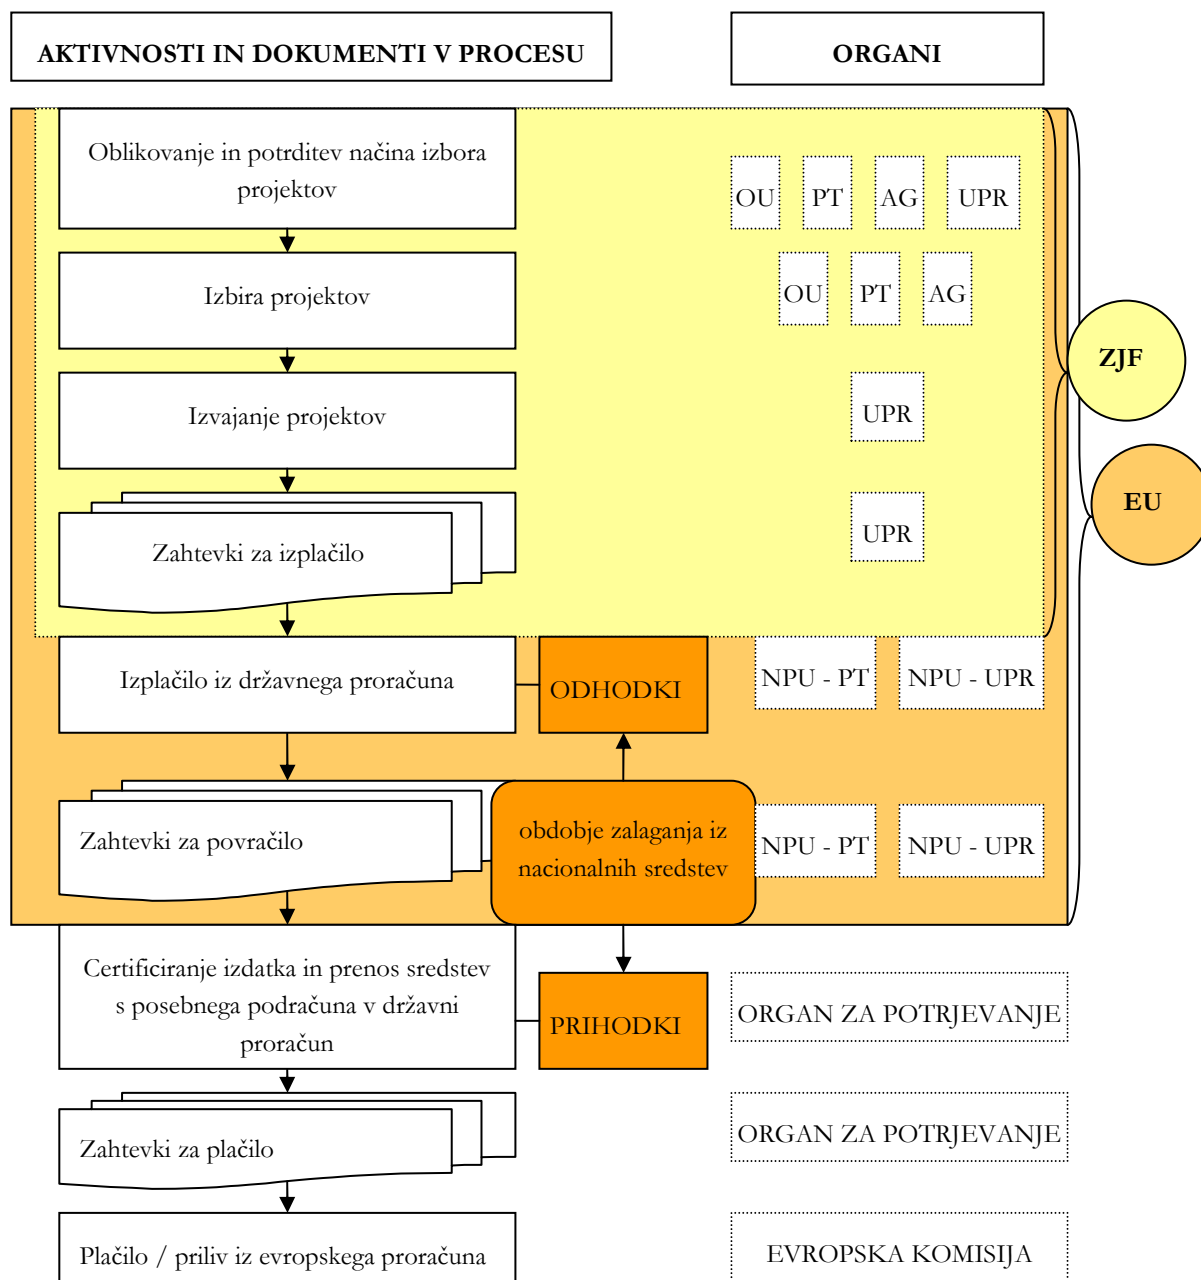 AKTIVNOSTI IN DOKUMENTI V PROCESU
ORGANI
Oblikovanje in potrditev načina izbora
projektov
OU
PT
AG
UPR
Izbira projektov
OU
PT
AG
ZJF
Izvajanje projektov
UPR
EU
Zahtevki za izplačilo
UPR
Izplačilo iz državnega proračuna
ODHODKI
NPU - PT
NPU - UPR
Zahtevki za povračilo
obdobje zalaganja iz
nacionalnih sredstev
NPU - PT
NPU - UPR
Certificiranje izdatka in prenos sredstev
s posebnega podračuna v državni
proračun
PRIHODKI
ORGAN ZA POTRJEVANJE
Zahtevki za plačilo
ORGAN ZA POTRJEVANJE
Plačilo / priliv iz evropskega proračuna
EVROPSKA KOMISIJA